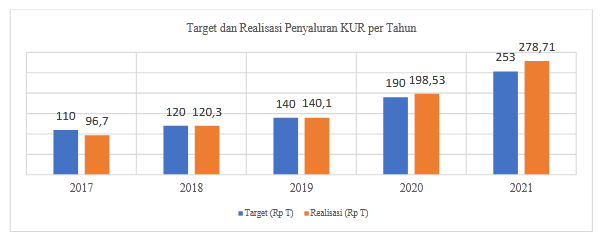 Target dan Realisasi Penyaluran KUR per Tahun
110 96,7 120 120,3 140 140,1 190 198,53 253 278,71
2017 2018 2019 2020 2021
Target (Rp T) Realisasi (Rp T)